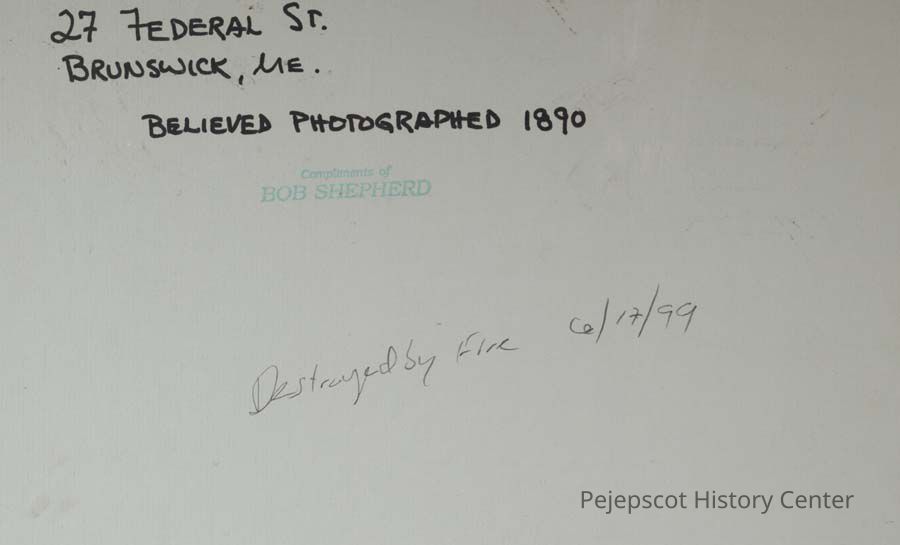 27 FEDERAL ST.
BRUNSWICK, ME.
BELIEVED PHOTOGRAPHED 1890
Compliments of
BOB SHEPHERD
Destroyed by Fire 6/17/99
Pejepscot History Center